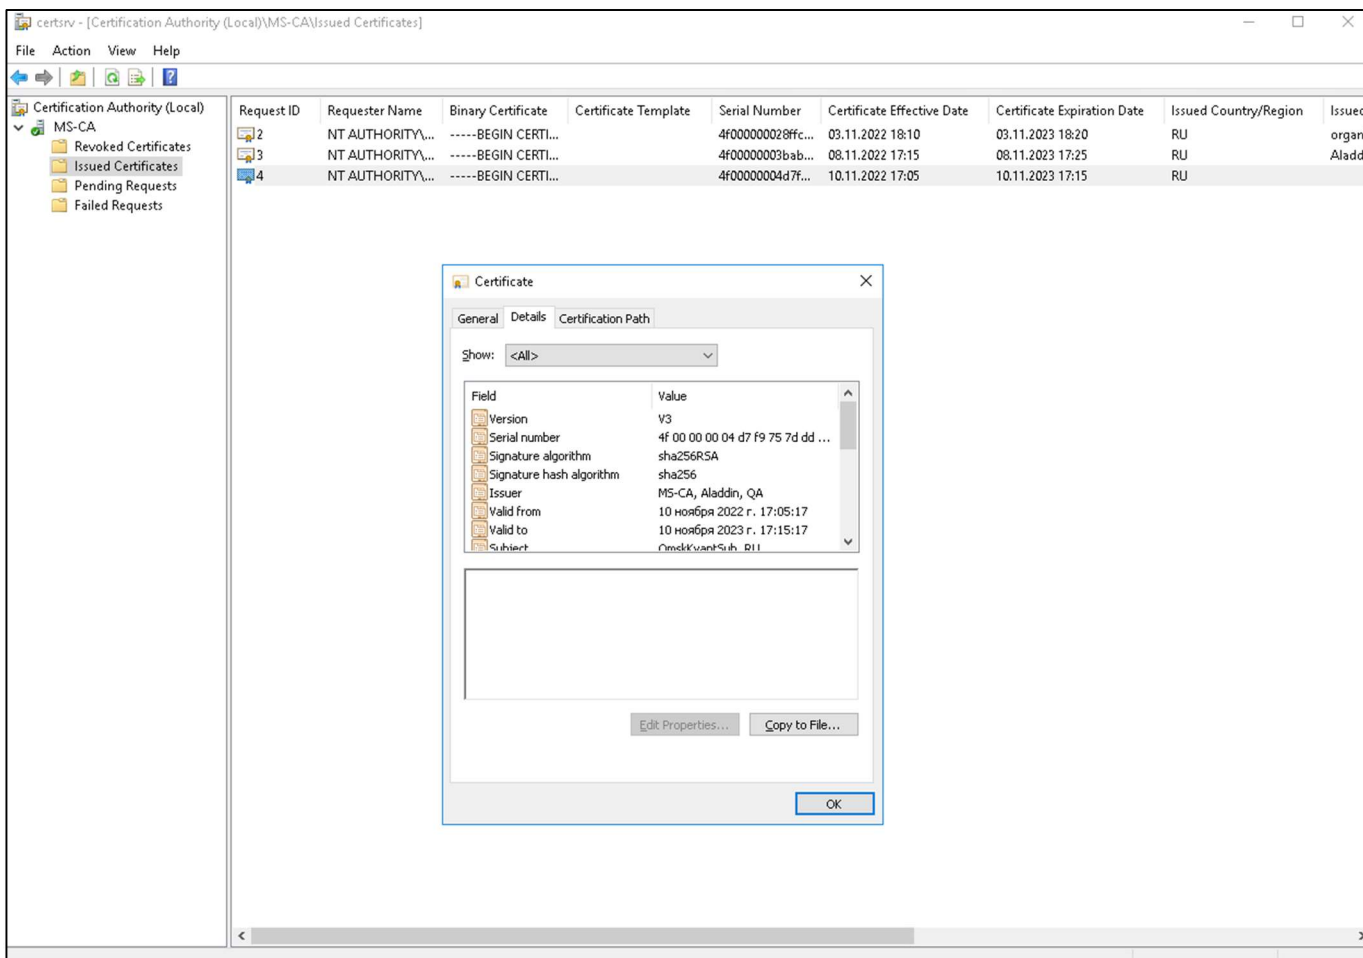 certsrv - [Certification Authority (Local)\MS-CA\Issued Certificates]
File Action View Help
Certification Authority (Local)
MS-CA
Revoked Certificates
Issued Certificates
Pending Requests
Failed Requests
Request ID Requester Name Binary Certificate Certificate Template Serial Number Certificate Effective Date Certificate Expiration Date Issued Country/Region Issued
2 NT AUTHORITY\... -----BEGIN CERTI... 4f000000028ffc... 03.11.2022 18:10 03.11.2023 18:20 RU organ
3 NT AUTHORITY\... -----BEGIN CERTI... 4f00000003bab... 08.11.2022 17:15 08.11.2023 17:25 RU Aladd
4 NT AUTHORITY\... -----BEGIN CERTI... 4f00000004d7f... 10.11.2022 17:05 10.11.2023 17:15 RU
Certificate
General Details Certification Path
Show: <All>
Field Value
Version V3
Serial number 4f 00 00 00 04 d7 f9 75 7d dd ...
Signature algorithm sha256RSA
Signature hash algorithm sha256
Issuer MS-CA, Aladdin, QA
Valid from 10 ноября 2022 г. 17:05:17
Valid to 10 ноября 2023 г. 17:15:17
Subject OmskKvantSub, RU
Edit Properties... Copy to File...
OK